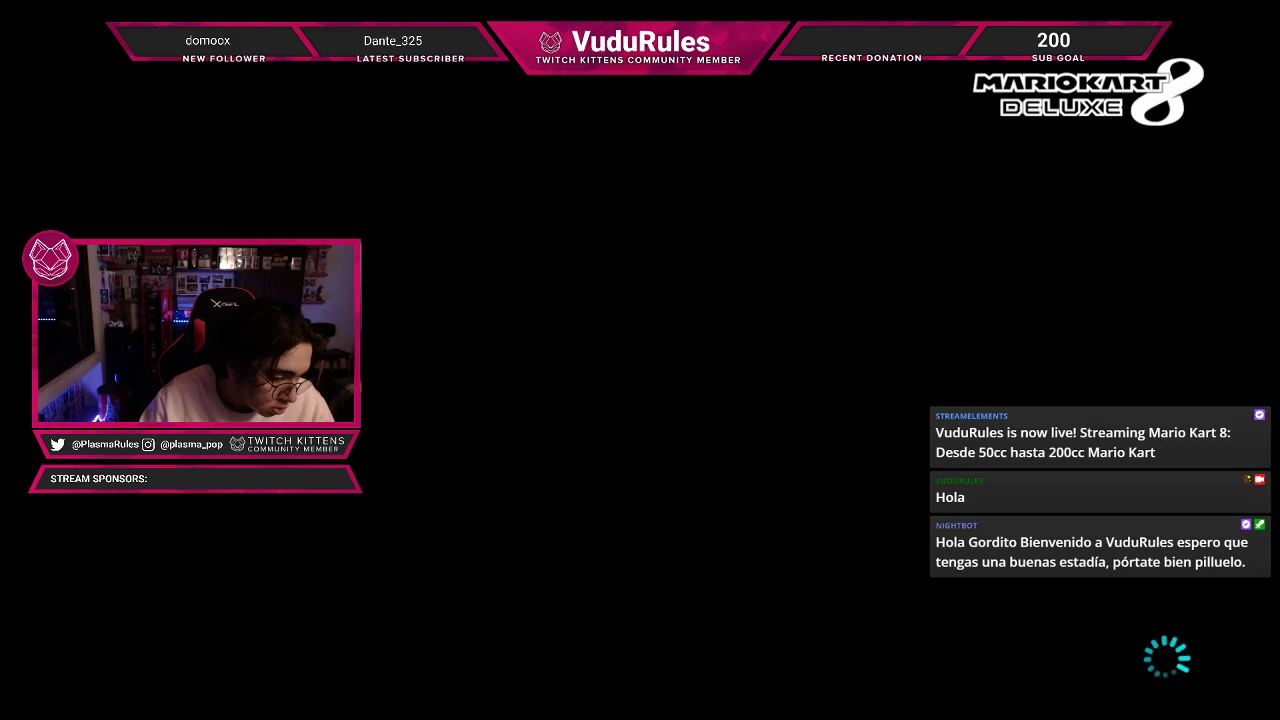 domocx
NEW FOLLOWER
Dante_325
LATEST SUBSCRIBER
VuduRules
TWITCH KITTENS COMMUNITY MEMBER
RECENT DONATION
200
SUB GOAL
MARIOKART 8
DELUXE
@PlasmaRules @plasma_pop TWITCH KITTENS
COMMUNITY MEMBER
STREAM SPONSORS:
STREAMELEMENTS
VuduRules is now live! Streaming Mario Kart 8:
Desde 50cc hasta 200cc Mario Kart
VUDURULES
Hola
NIGHTBOT
Hola Gordito Bienvenido a VuduRules espero que
tengas una buenas estadía, pórtate bien pilluelo.